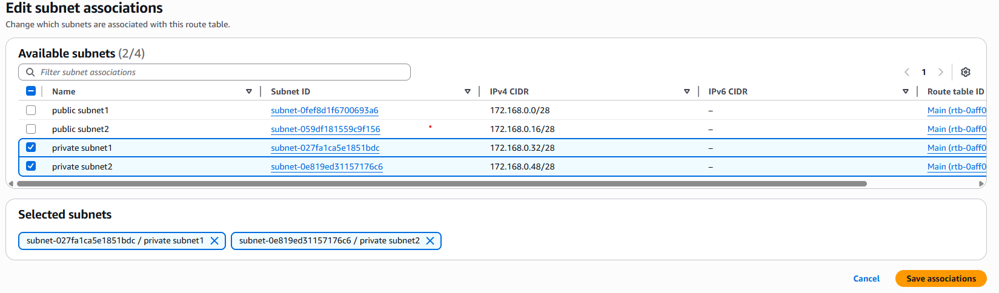 Edit subnet associations
Change which subnets are associated with this route table.
Available subnets (2/4)
Filter subnet associations
1
Name Subnet ID IPv4 CIDR IPv6 CIDR Route table ID
public subnet1 subnet-0fef8d1f6700693a6 172.168.0.0/28 – Main (rtb-0aff0
public subnet2 subnet-059df181559c9f156 172.168.0.16/28 – Main (rtb-0aff0
private subnet1 subnet-027fa1ca5e1851bdc 172.168.0.32/28 – Main (rtb-0aff0
private subnet2 subnet-0e819ed31157176c6 172.168.0.48/28 – Main (rtb-0aff0
Selected subnets
subnet-027fa1ca5e1851bdc / private subnet1 subnet-0e819ed31157176c6 / private subnet2
Cancel Save associations